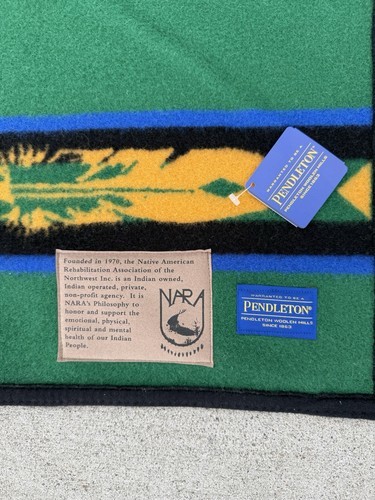 WARRANTED TO BE A
PENDLETON
PENDLETON WOOLEN MILLS
SINCE 1863
Founded in 1970, the Native American
Rehabilitation Association of the
Northwest Inc. is an Indian owned,
Indian operated, private,
non-profit agency. It is
NARA's Philosophy to
honor and support the
emotional, physical,
spiritual and mental
health of our Indian
People.
NARA
WARRANTED TO BE A
PENDLETON
PENDLETON WOOLEN MILLS
SINCE 1863